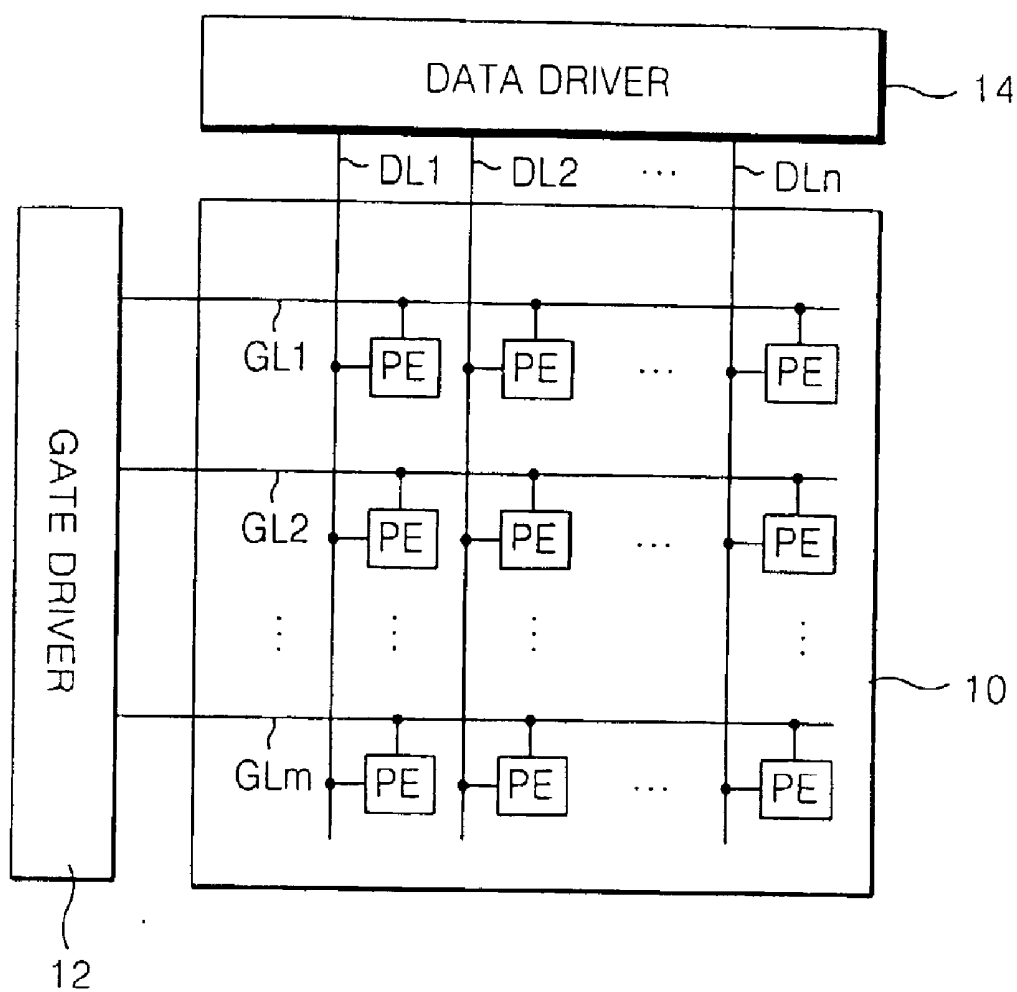 DATA DRIVER
14
DL1 DL2 ... DLn
GL1
PE PE ... PE
GATE DRIVER
GL2
PE PE ... PE
10
GLm
PE PE ... PE
12